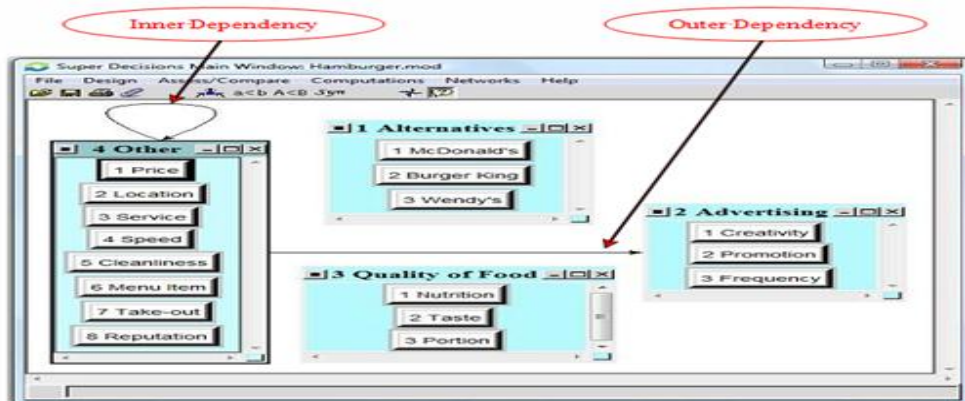 Inner Dependency
Outer Dependency
Super Decisions Main Window: Hamburger.mod
File Design Assess/Compare Computations Networks Help
a<b A<B Syn
4 Other
1 Price
2 Location
3 Service
4 Speed
5 Cleanliness
6 Menu Item
7 Take-out
8 Reputation
1 Alternatives
1 McDonald's
2 Burger King
3 Wendy's
3 Quality of Food
1 Nutrition
2 Taste
3 Portion
2 Advertising
1 Creativity
2 Promotion
3 Frequency